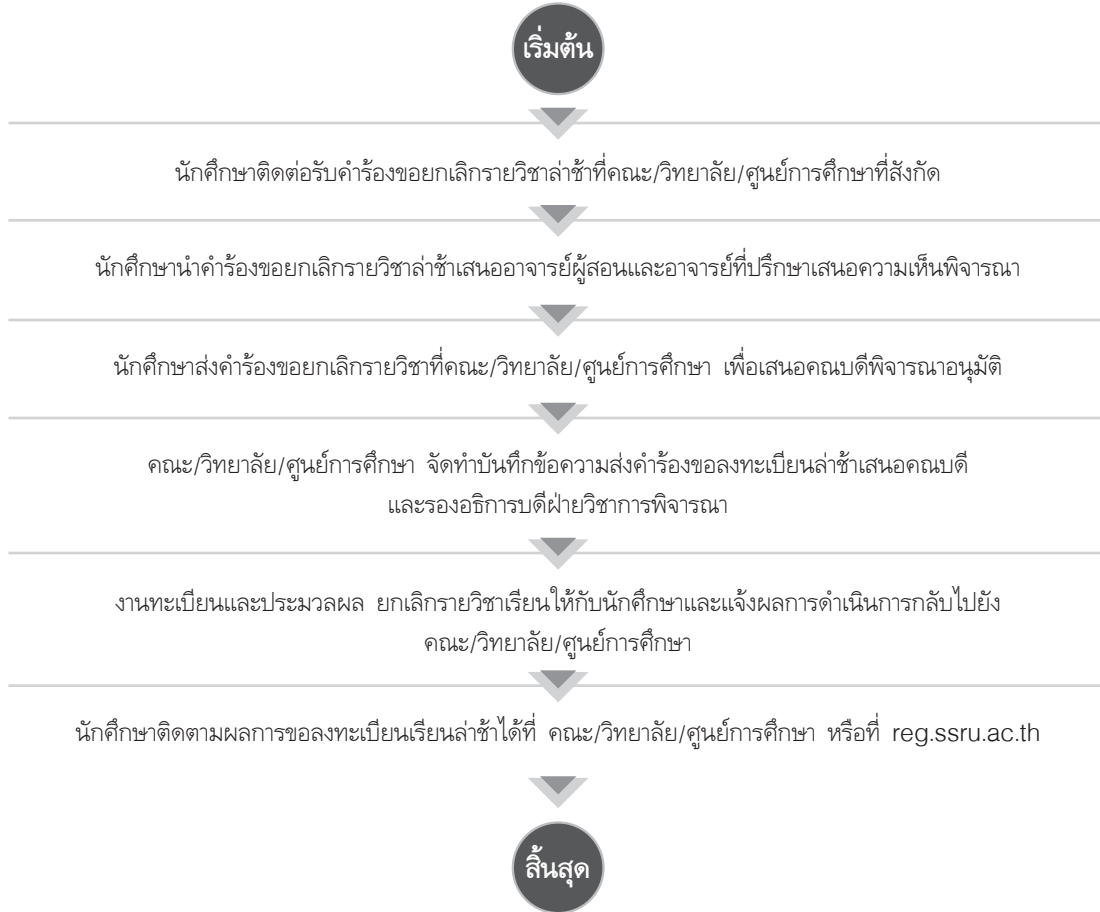 เริ่มต้น
นักศึกษาติดต่อรับคำร้องขอยกเลิกรายวิชาล่าช้าที่คณะ/วิทยาลัย/ศูนย์การศึกษาที่สังกัด
นักศึกษานำคำร้องขอยกเลิกรายวิชาล่าช้าเสนออาจารย์ผู้สอนและอาจารย์ที่ปรึกษาเสนอความเห็นพิจารณา
นักศึกษาส่งคำร้องขอยกเลิกรายวิชาที่คณะ/วิทยาลัย/ศูนย์การศึกษา เพื่อเสนอคณบดีพิจารณาอนุมัติ
คณะ/วิทยาลัย/ศูนย์การศึกษา จัดทำบันทึกข้อความส่งคำร้องขอลงทะเบียนล่าช้าเสนอคณบดี
และรองอธิการบดีฝ่ายวิชาการพิจารณา
งานทะเบียนและประมวลผล ยกเลิกรายวิชาเรียนให้กับนักศึกษาและแจ้งผลการดำเนินการกลับไปยัง
คณะ/วิทยาลัย/ศูนย์การศึกษา
นักศึกษาติดตามผลการขอลงทะเบียนเรียนล่าช้าได้ที่ คณะ/วิทยาลัย/ศูนย์การศึกษา หรือที่ reg.ssru.ac.th
สิ้นสุด